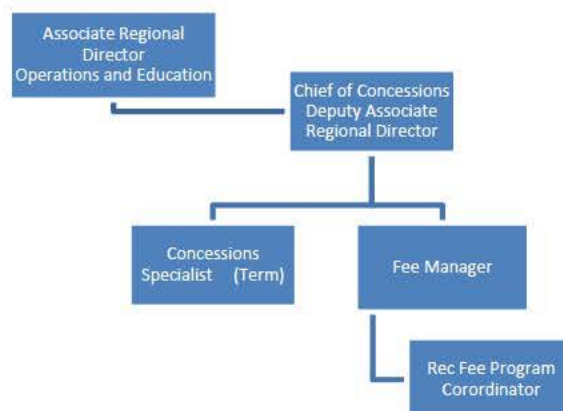 Associate Regional
Director
Operations and Education
Chief of Concessions
Deputy Associate
Regional Director
Concessions
Specialist (Term)
Fee Manager
Rec Fee Program
Corordinator